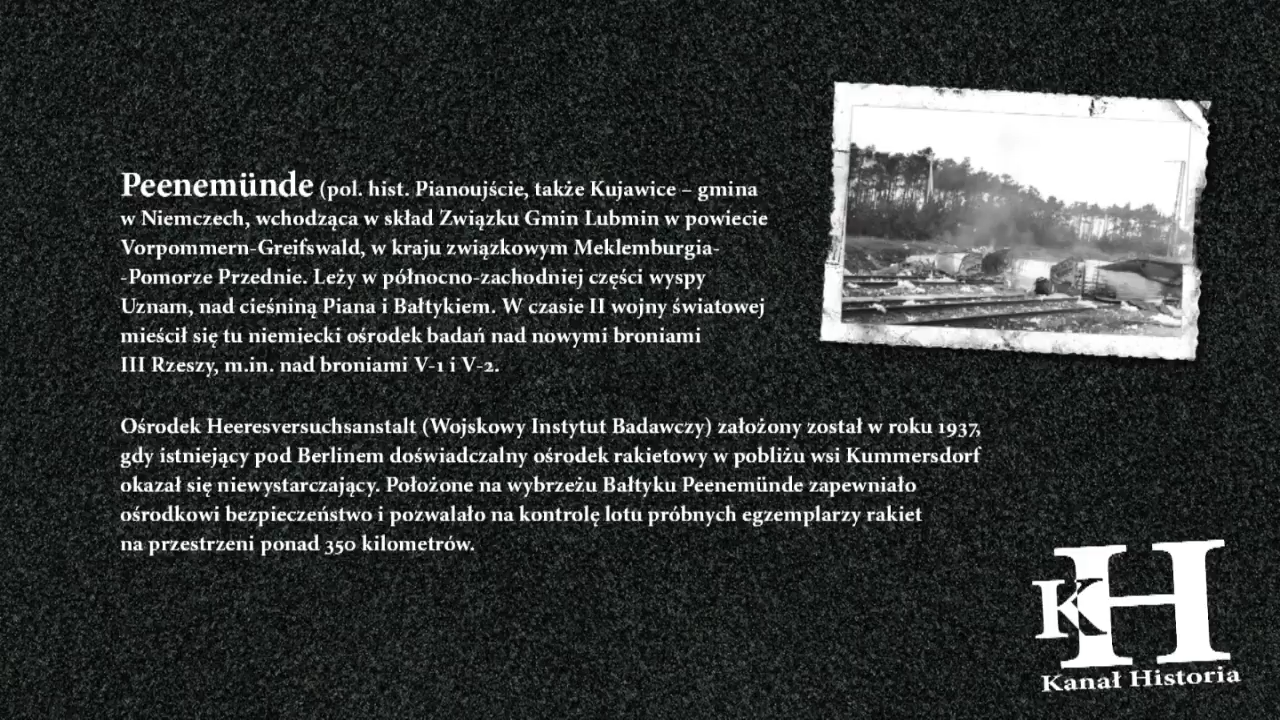 Peenemünde (pol. hist. Pianoujście, także Kujawice – gmina
w Niemczech, wchodząca w skład Związku Gmin Lubmin w powiecie
Vorpommern-Greifswald, w kraju związkowym Meklemburgia-
-Pomorze Przednie. Leży w północno-zachodniej części wyspy
Uznam, nad cieśniną Piana i Bałtykiem. W czasie II wojny światowej
mieścił się tu niemiecki ośrodek badań nad nowymi broniami
III Rzeszy, m.in. nad broniami V-1 i V-2.
Ośrodek Heeresversuchsanstalt (Wojskowy Instytut Badawczy) założony został w roku 1937,
gdy istniejący pod Berlinem doświadczalny ośrodek rakietowy w pobliżu wsi Kummersdorf
okazał się niewystarczający. Położone na wybrzeżu Bałtyku Peenemünde zapewniało
ośrodkowi bezpieczeństwo i pozwalało na kontrolę lotu próbnych egzemplarzy rakiet
na przestrzeni ponad 350 kilometrów.
KH
Kanał Historia